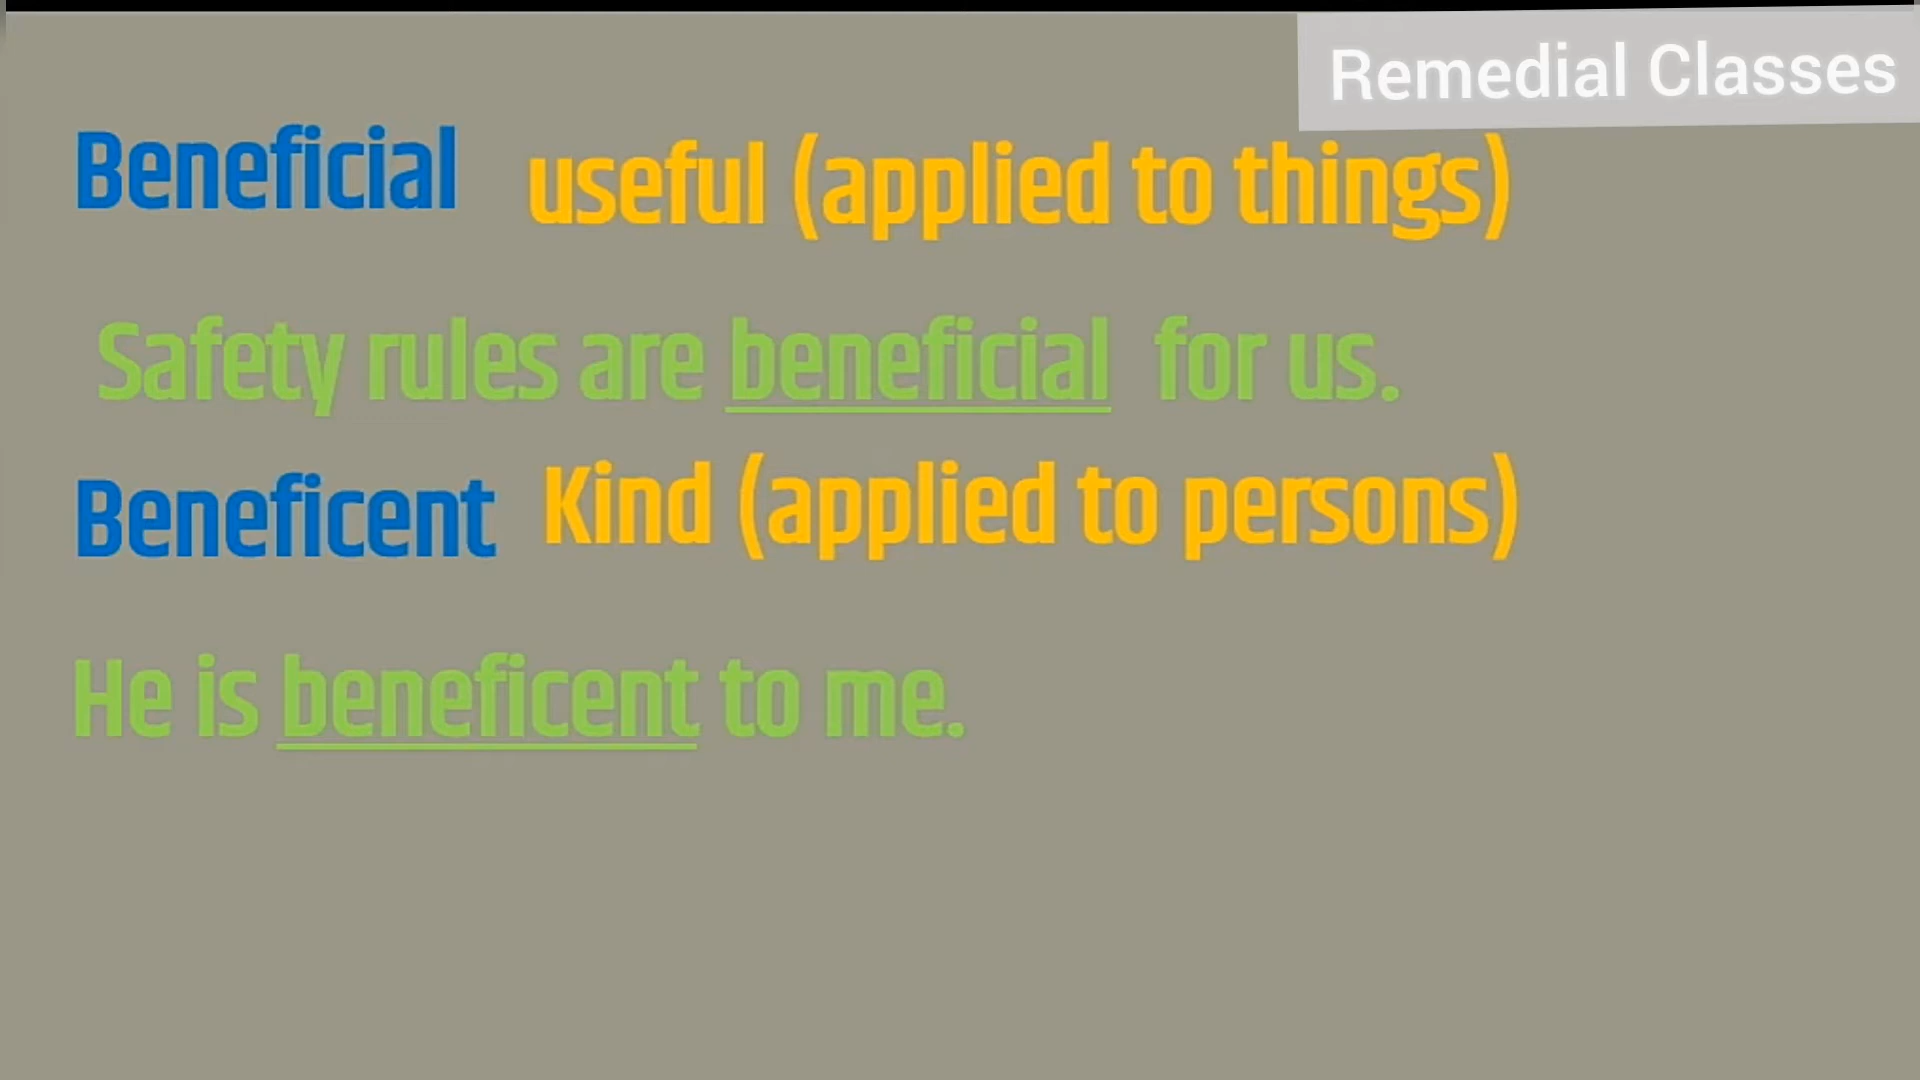 Remedial Classes
Beneficial useful (applied to things)
Safety rules are beneficial for us.
Beneficent Kind (applied to persons)
He is beneficent to me.